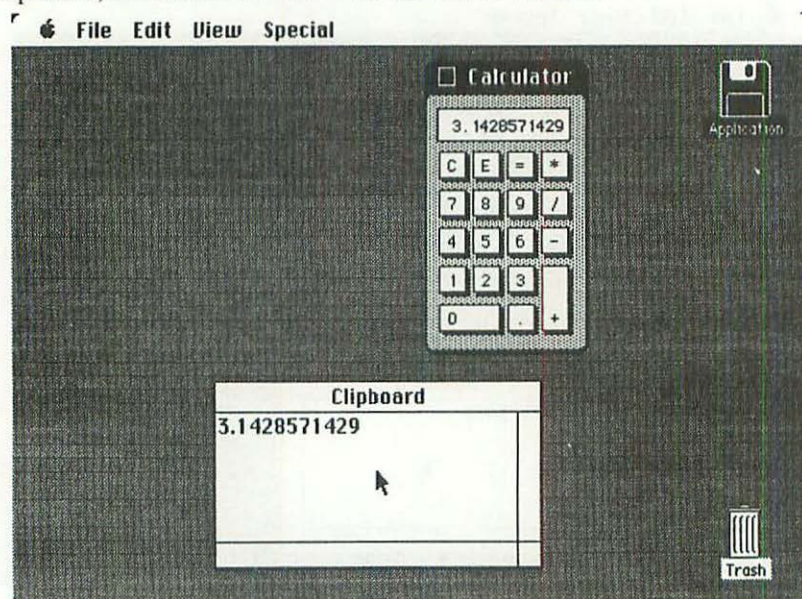 File Edit View Special
Calculator
3.1428571429
C E = *
7 8 9 /
4 5 6 -
1 2 3
0 . +
Application
Clipboard
3.1428571429
Trash